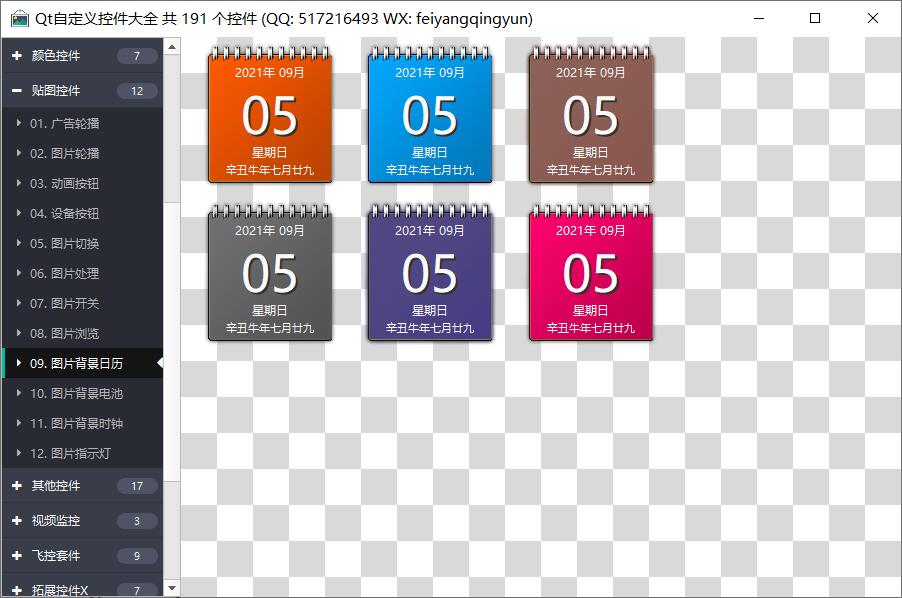 Qt自定义控件大全 共 191 个控件 (QQ: 517216493 WX: feiyangqingyun)
颜色控件 7
贴图控件 12
01. 广告轮播
02. 图片轮播
03. 动画按钮
04. 设备按钮
05. 图片切换
06. 图片处理
07. 图片开关
08. 图片浏览
09. 图片背景日历
10. 图片背景电池
11. 图片背景时钟
12. 图片指示灯
其他控件 17
视频监控 3
飞控套件 9
拓展控件X 7
2021年 09月
05
星期日
辛丑牛年七月廿九
2021年 09月
05
星期日
辛丑牛年七月廿九
2021年 09月
05
星期日
辛丑牛年七月廿九
2021年 09月
05
星期日
辛丑牛年七月廿九
2021年 09月
05
星期日
辛丑牛年七月廿九
2021年 09月
05
星期日
辛丑牛年七月廿九